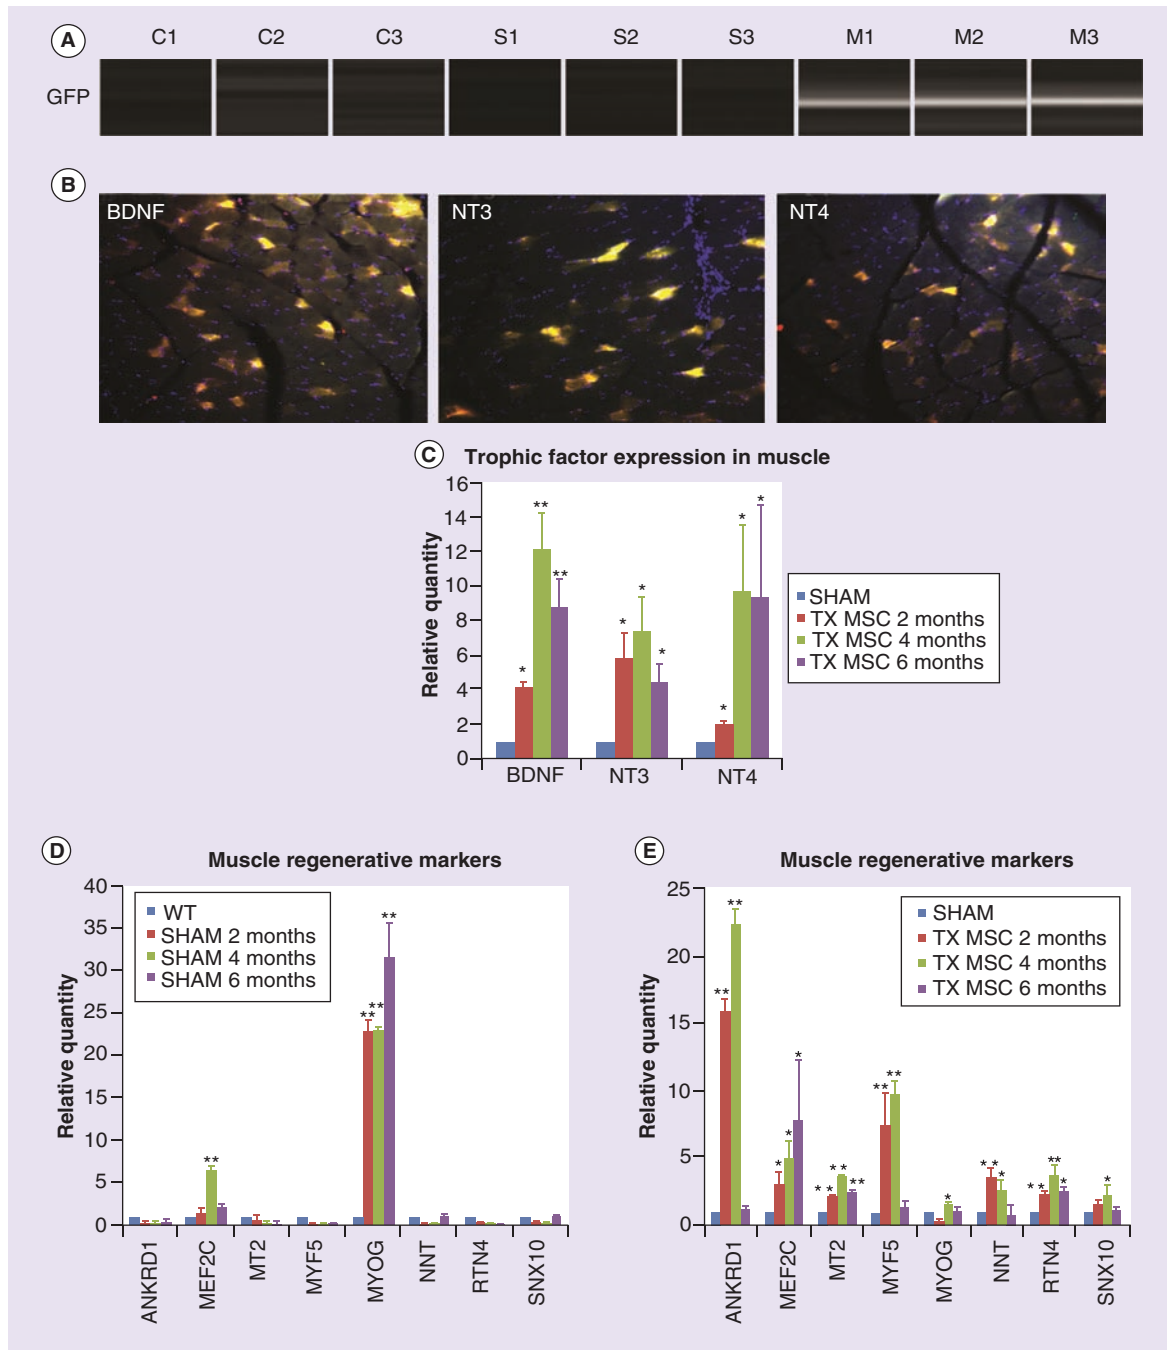 A
C1 C2 C3 S1 S2 S3 M1 M2 M3
GFP
B
BDNF NT3 NT4
C Trophic factor expression in muscle
Relative quantity
16
14
12
10
8
6
4
2
0
** ** * * * * * * *
BDNF NT3 NT4
SHAM
TX MSC 2 months
TX MSC 4 months
TX MSC 6 months
D Muscle regenerative markers
Relative quantity
40
35
30
25
20
15
10
5
0
WT
SHAM 2 months
SHAM 4 months
SHAM 6 months
** ** ** **
ANKRD1 MEF2C MT2 MYF5 MYOG NNT RTN4 SNX10
E Muscle regenerative markers
Relative quantity
25
20
15
10
5
0
SHAM
TX MSC 2 months
TX MSC 4 months
TX MSC 6 months
** ** * * * ** ** ** ** ** * ** * ** ** * *
ANKRD1 MEF2C MT2 MYF5 MYOG NNT RTN4 SNX10